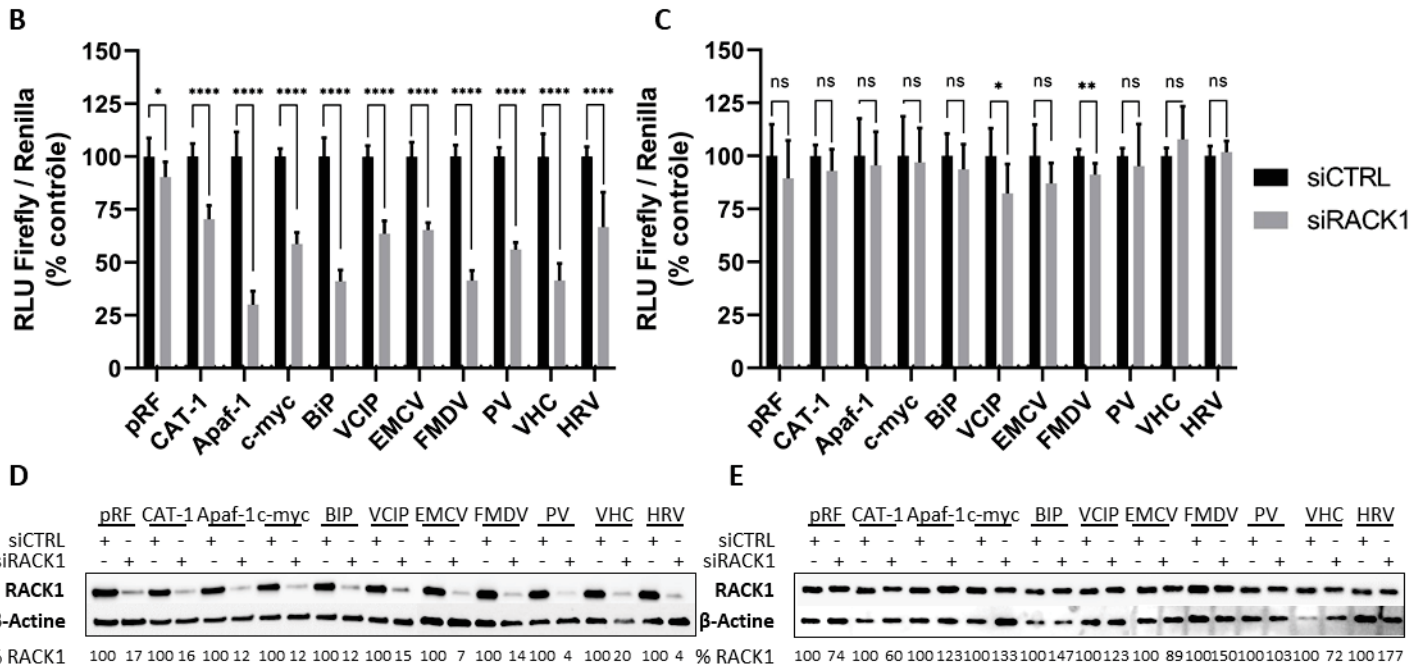 B
150
125
100
75
50
25
0
RLU Firefly / Renilla
(% contrôle)
* **** **** **** **** **** **** **** **** **** ****
pRF CAT-1 Apaf-1 c-myc BiP VCIP EMCV FMDV PV VHC HRV
C
150
125
100
75
50
25
0
RLU Firefly / Renilla
(% contrôle)
ns ns ns ns ns * ns ** ns ns ns
pRF CAT-1 Apaf-1 c-myc BiP VCIP EMCV FMDV PV VHC HRV
siCTRL
siRACK1
D
pRF CAT-1 Apaf-1 c-myc BIP VCIP EMCV FMDV PV VHC HRV
siCTRL + - + - + - + - + - + - + - + - + - + - + -
siRACK1 - + - + - + - + - + - + - + - + - + - + - +
RACK1
β-Actine
% RACK1 100 17 100 16 100 12 100 12 100 12 100 15 100 7 100 14 100 4 100 20 100 4
E
pRF CAT-1 Apaf-1 c-myc BIP VCIP EMCV FMDV PV VHC HRV
siCTRL + - + - + - + - + - + - + - + - + - + - + -
siRACK1 - + - + - + - + - + - + - + - + - + - + - +
RACK1
β-Actine
% RACK1 100 74 100 60 100 123 100 133 100 147 100 123 100 89 100 150 100 103 100 72 100 177